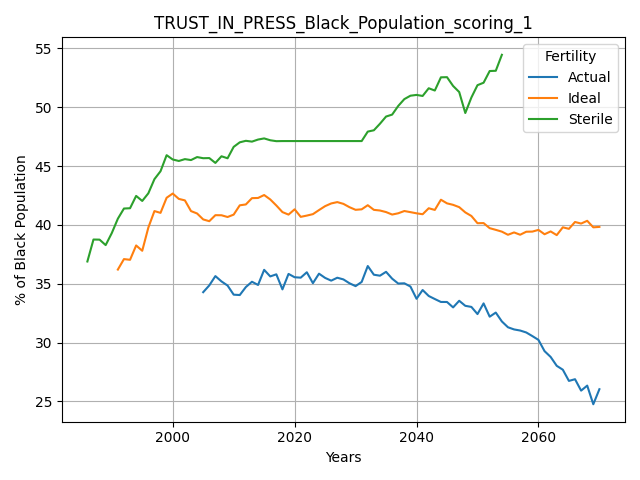 TRUST_IN_PRESS_Black_Population_scoring_1
Fertility
Actual
Ideal
Sterile
% of Black Population
55
50
45
40
35
30
25
2000 2020 2040 2060
Years